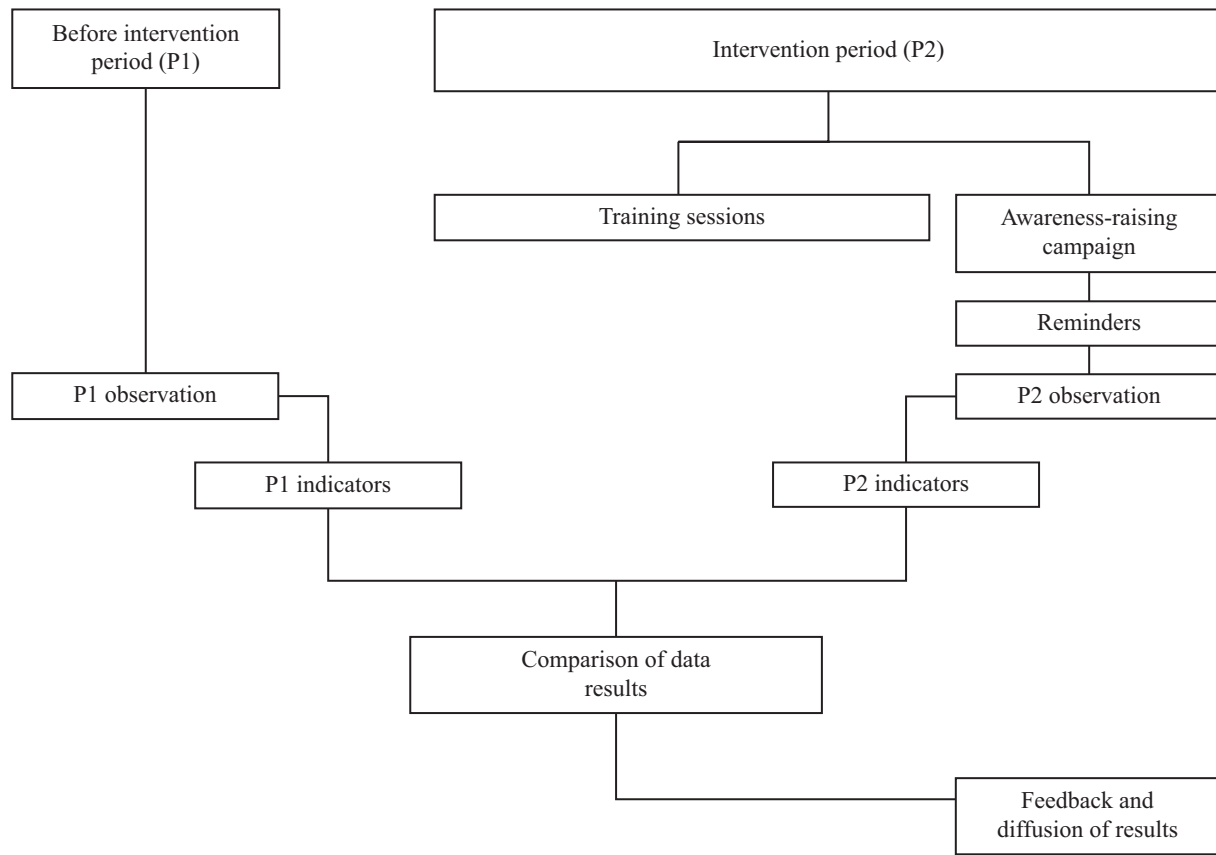 Before intervention
period (P1)
Intervention period (P2)
Training sessions
Awareness-raising
campaign
Reminders
P1 observation
P2 observation
P1 indicators
P2 indicators
Comparison of data
results
Feedback and
diffusion of results